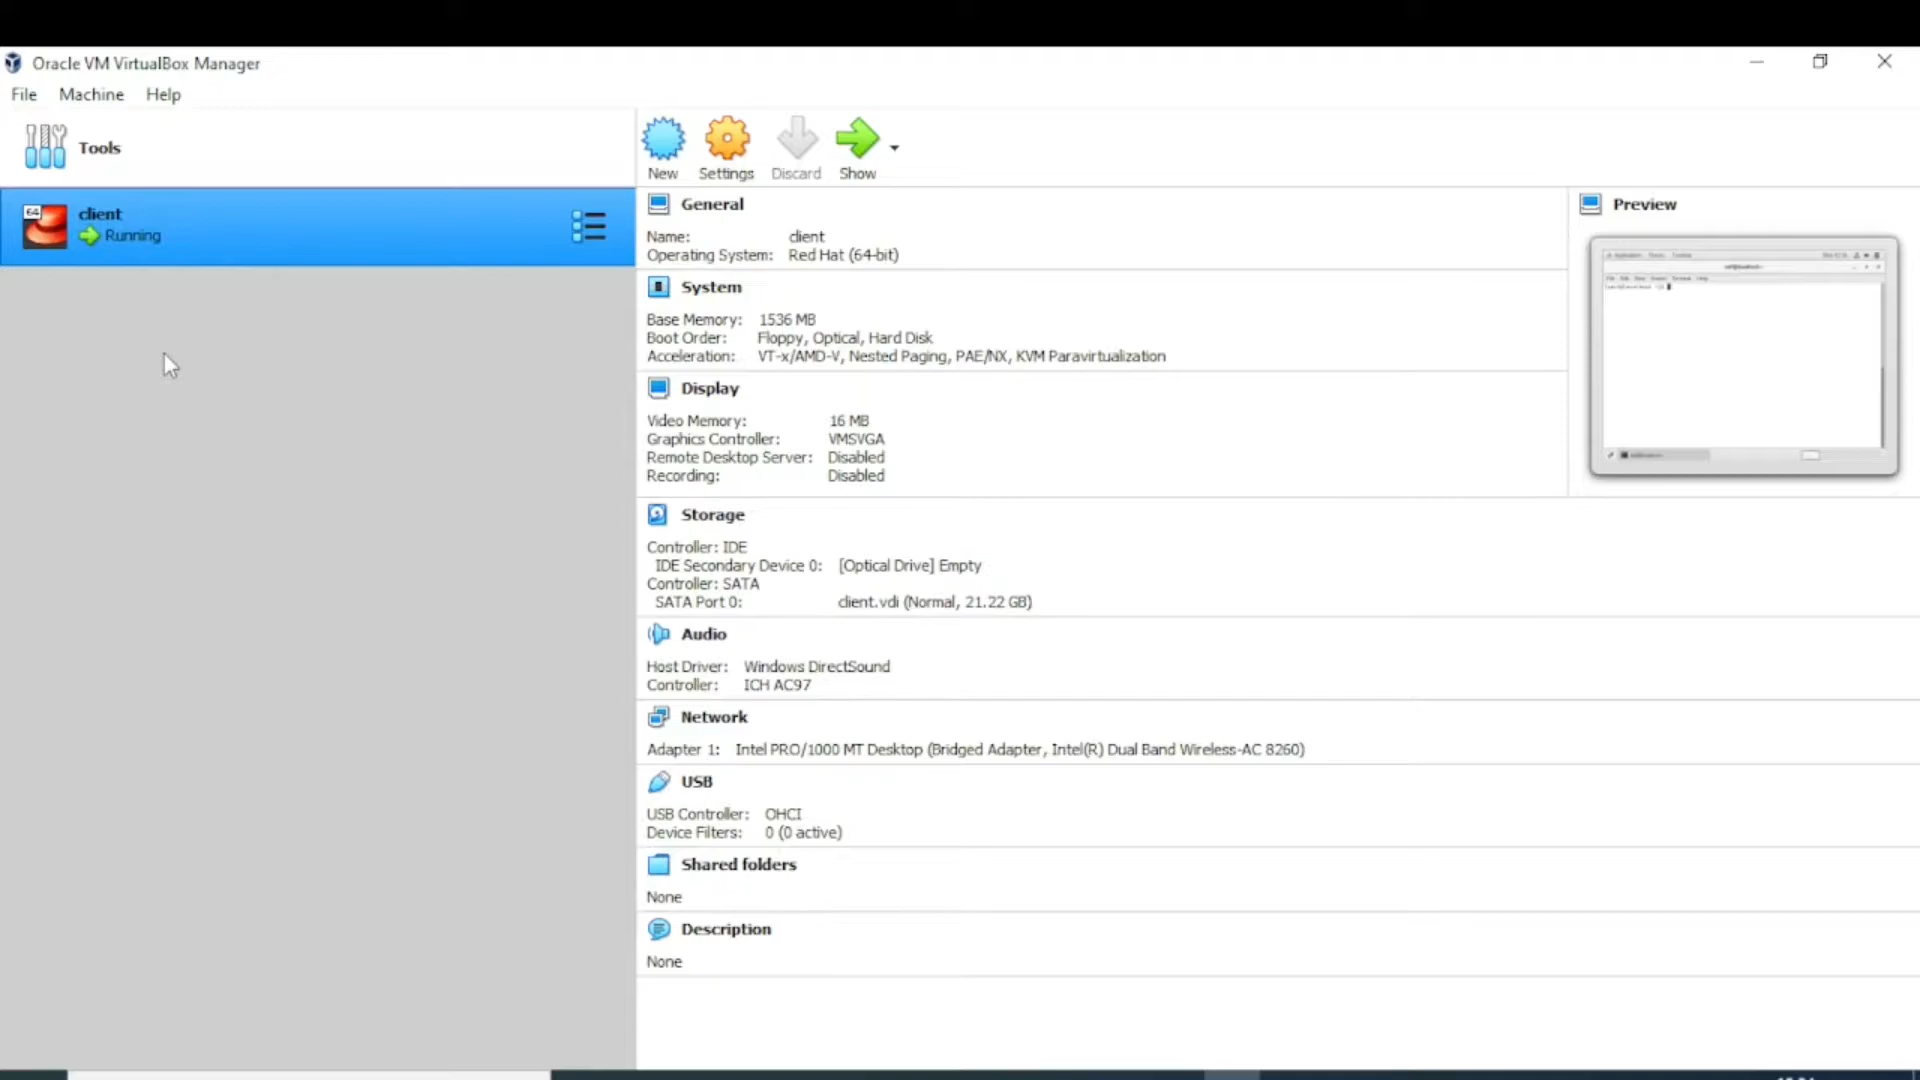 Oracle VM VirtualBox Manager
File Machine Help
Tools
New Settings Discard Show
64 client
Running
General
Name: client
Operating System: Red Hat (64-bit)
System
Base Memory: 1536 MB
Boot Order: Floppy, Optical, Hard Disk
Acceleration: VT-x/AMD-V, Nested Paging, PAE/NX, KVM Paravirtualization
Display
Video Memory: 16 MB
Graphics Controller: VMSVGA
Remote Desktop Server: Disabled
Recording: Disabled
Storage
Controller: IDE
IDE Secondary Device 0: [Optical Drive] Empty
Controller: SATA
SATA Port 0: client.vdi (Normal, 21.22 GB)
Audio
Host Driver: Windows DirectSound
Controller: ICH AC97
Network
Adapter 1: Intel PRO/1000 MT Desktop (Bridged Adapter, Intel(R) Dual Band Wireless-AC 8260)
USB
USB Controller: OHCI
Device Filters: 0 (0 active)
Shared folders
None
Description
None
Preview